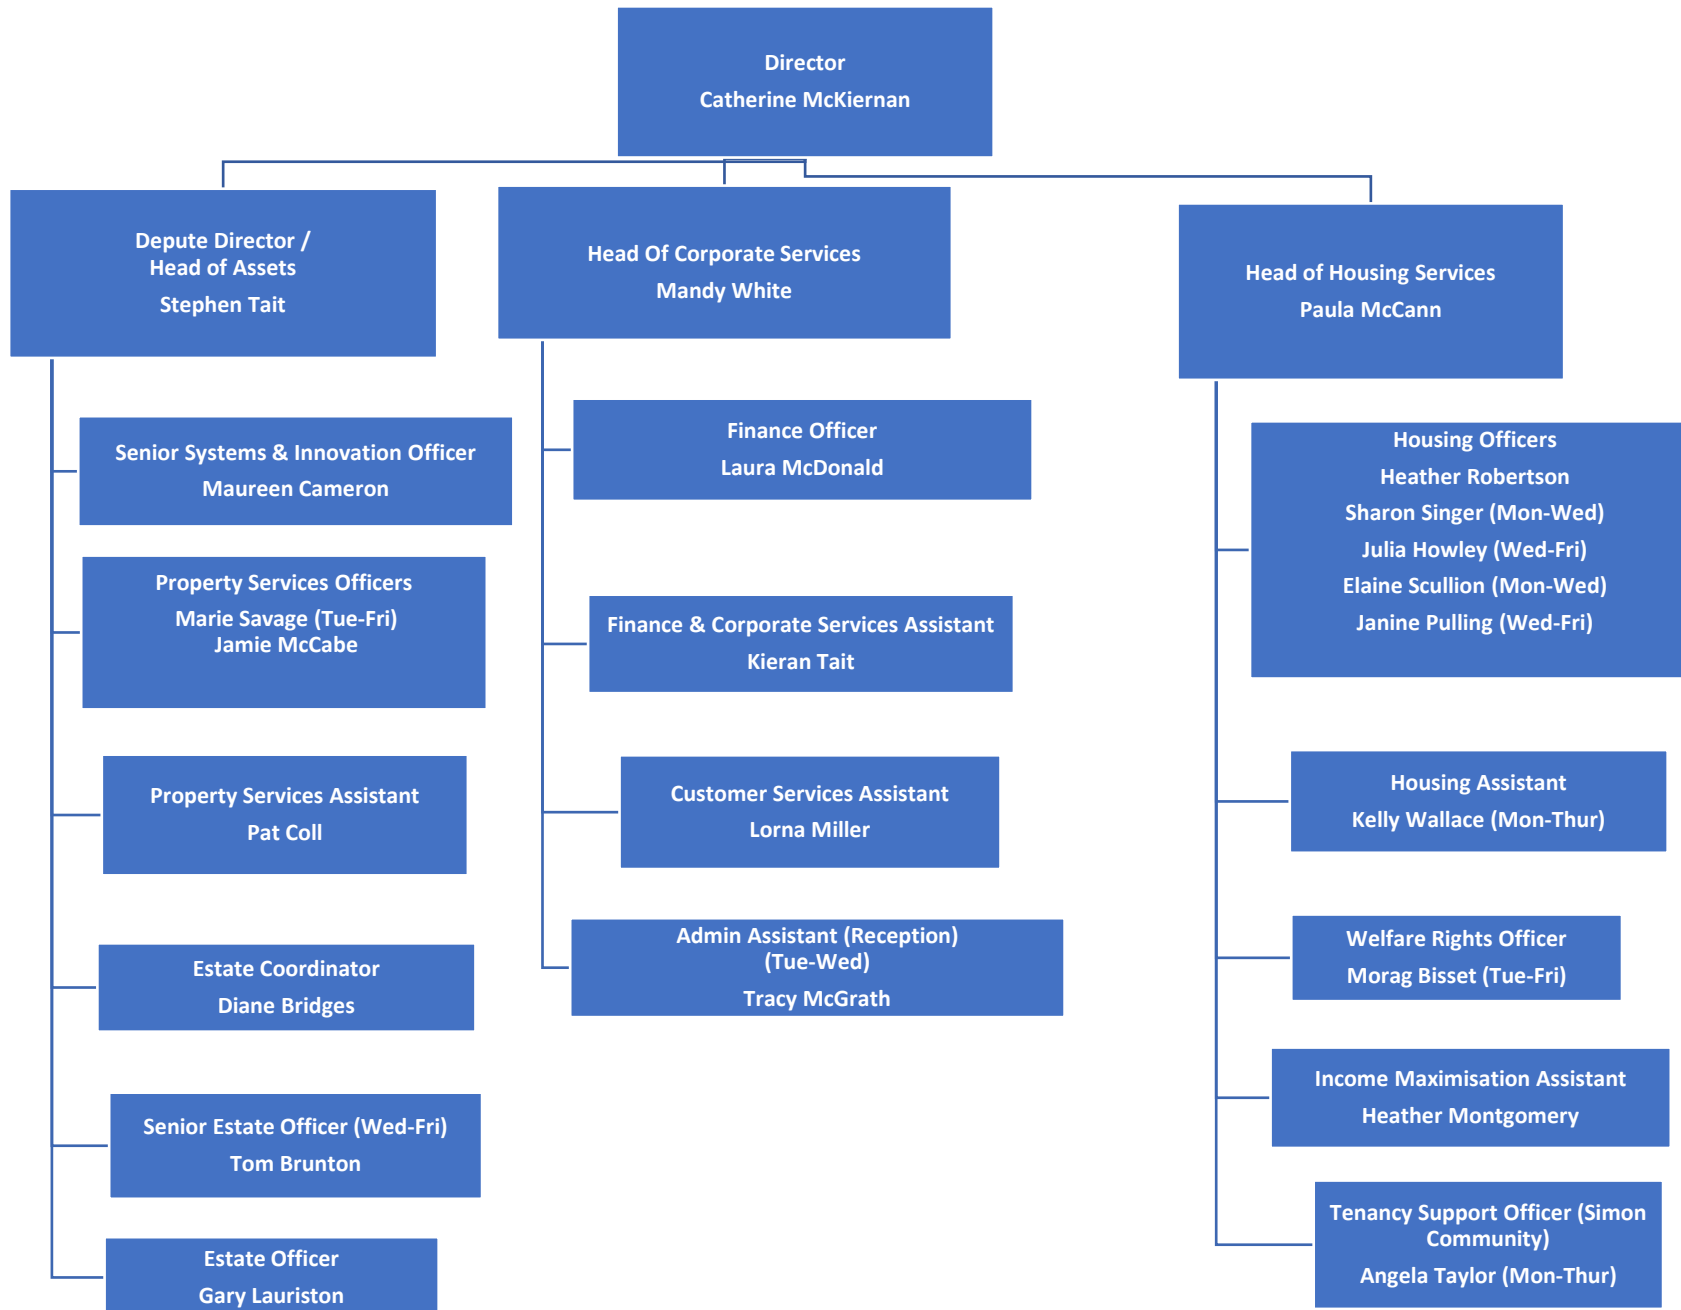 Director
Catherine McKiernan
Depute Director /
Head of Assets
Stephen Tait
Senior Systems & Innovation Officer
Maureen Cameron
Property Services Officers
Marie Savage (Tue-Fri)
Jamie McCabe
Property Services Assistant
Pat Coll
Estate Coordinator
Diane Bridges
Senior Estate Officer (Wed-Fri)
Tom Brunton
Estate Officer
Gary Lauriston
Head Of Corporate Services
Mandy White
Finance Officer
Laura McDonald
Finance & Corporate Services Assistant
Kieran Tait
Customer Services Assistant
Lorna Miller
Admin Assistant (Reception)
(Tue-Wed)
Tracy McGrath
Head of Housing Services
Paula McCann
Housing Officers
Heather Robertson
Sharon Singer (Mon-Wed)
Julia Howley (Wed-Fri)
Elaine Scullion (Mon-Wed)
Janine Pulling (Wed-Fri)
Housing Assistant
Kelly Wallace (Mon-Thur)
Welfare Rights Officer
Morag Bisset (Tue-Fri)
Income Maximisation Assistant
Heather Montgomery
Tenancy Support Officer (Simon
Community)
Angela Taylor (Mon-Thur)